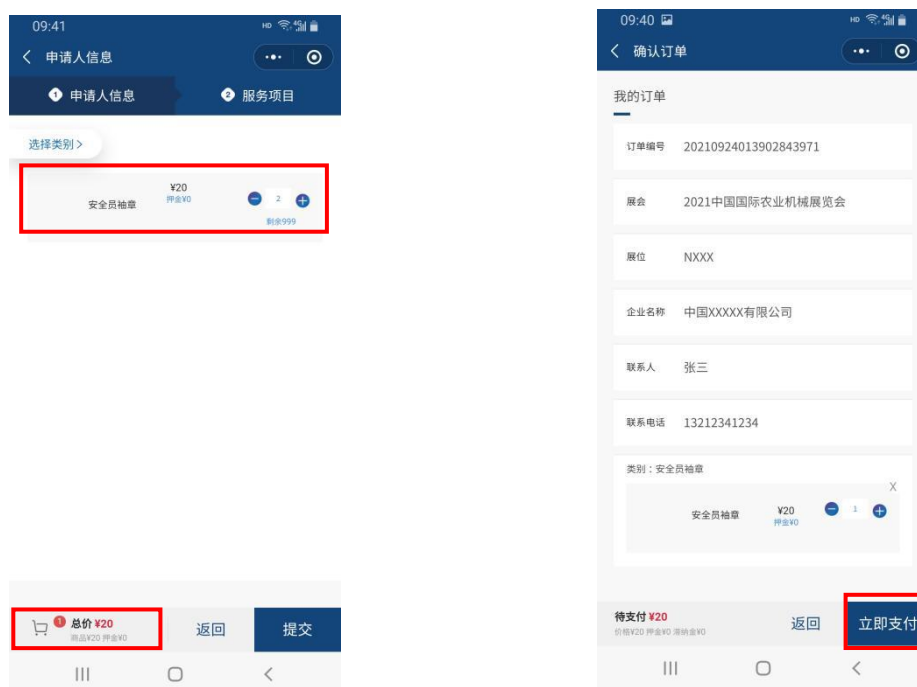 09:41
HD 5G
申请人信息
1 申请人信息
2 服务项目
选择类别>
¥20
安全员袖章
押金¥0
2
剩余999
1
总价 ¥20
商品¥20 押金¥0
返回
提交
09:40
HD 5G
确认订单
我的订单
订单编号 20210924013902843971
展会 2021中国国际农业机械展览会
展位 NXXX
企业名称 中国XXXXX有限公司
联系人 张三
联系电话 13212341234
类别：安全员袖章
X
安全员袖章 ¥20 1
押金¥0
待支付 ¥20
价格¥20 押金¥0 滞纳金¥0
返回
立即支付